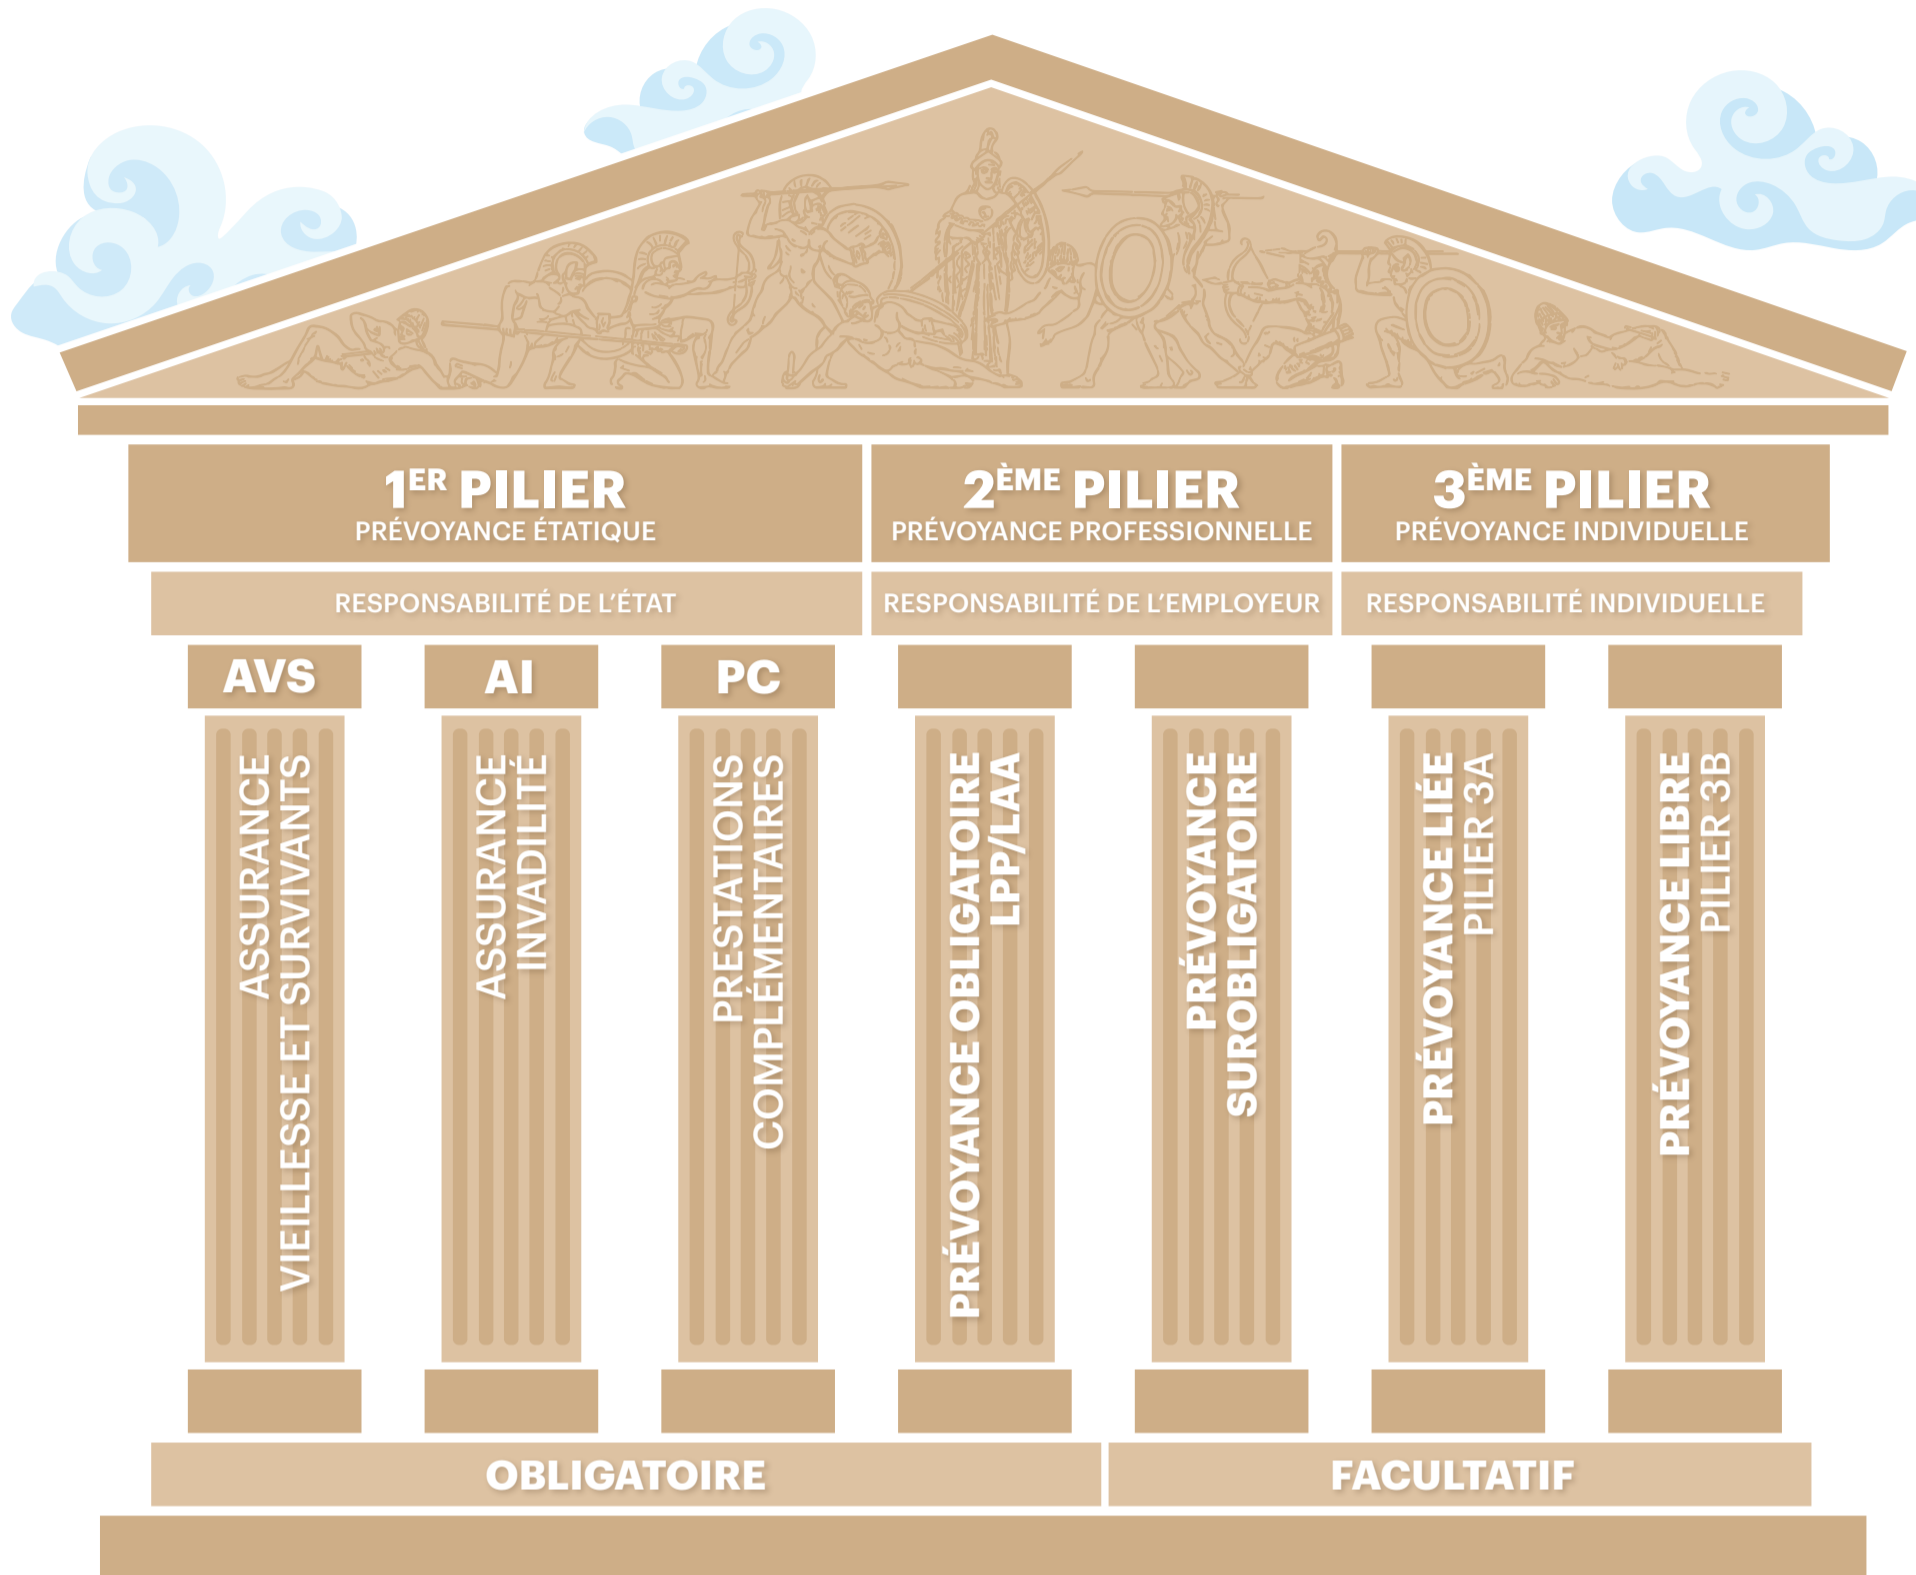 1ER PILIER
PRÉVOYANCE ÉTATIQUE
2ÈME PILIER
PRÉVOYANCE PROFESSIONNELLE
3ÈME PILIER
PRÉVOYANCE INDIVIDUELLE
RESPONSABILITÉ DE L'ÉTAT
RESPONSABILITÉ DE L'EMPLOYEUR
RESPONSABILITÉ INDIVIDUELLE
AVS
AI
PC
ASSURANCE
VIEILLESSE ET SURVIVANTS
ASSURANCE
INVADILITÉ
PRESTATIONS
COMPLÉMENTAIRES
PRÉVOYANCE OBLIGATOIRE
LPP/LAA
PRÉVOYANCE
SUROBLIGATOIRE
PRÉVOYANCE LIÉE
PILIER 3A
PRÉVOYANCE LIBRE
PILIER 3B
OBLIGATOIRE
FACULTATIF